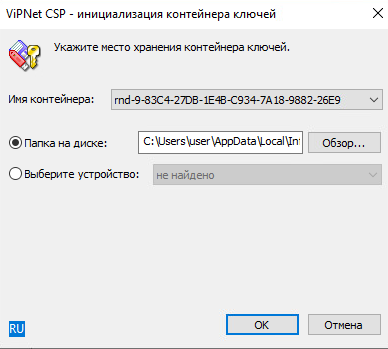 ViPNet CSP - инициализация контейнера ключей
Укажите место хранения контейнера ключей.
Имя контейнера: rnd-9-83C4-27DB-1E4B-C934-7A18-9882-26E9
Папка на диске: C:\Users\user\AppData\Local\In Обзор...
Выберите устройство: не найдено
RU OK Отмена